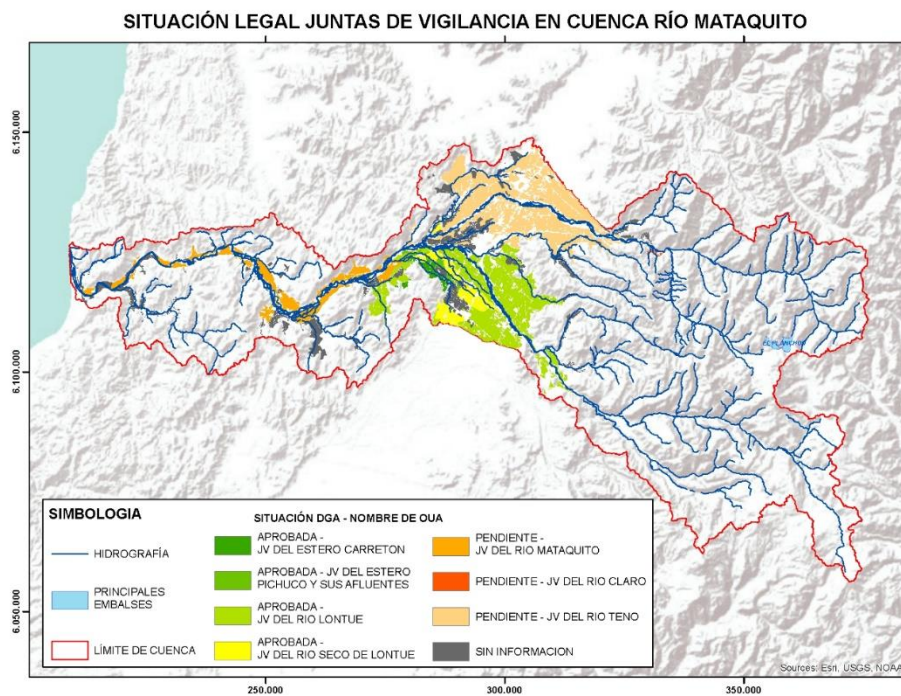 SITUACIÓN LEGAL JUNTAS DE VIGILANCIA EN CUENCA RÍO MATAQUITO
6.150.000
6.100.000
6.050.000
SIMBOLOGIA
HIDROGRAFÍA
PRINCIPALES
EMBALSES
LÍMITE DE CUENCA
SITUACIÓN DGA - NOMBRE DE OUA
APROBADA -
JV DEL ESTERO CARRETON
APROBADA - JV DEL ESTERO
PICHUCO Y SUS AFLUENTES
APROBADA -
JV DEL RIO LONTUE
APROBADA -
JV DEL RIO SECO DE LONTUE
PENDIENTE -
JV DEL RIO MATAQUITO
PENDIENTE - JV DEL RIO CLARO
PENDIENTE - JV DEL RIO TENO
SIN INFORMACION
Sources: Esri, USGS, NOAA
250.000
300.000
350.000